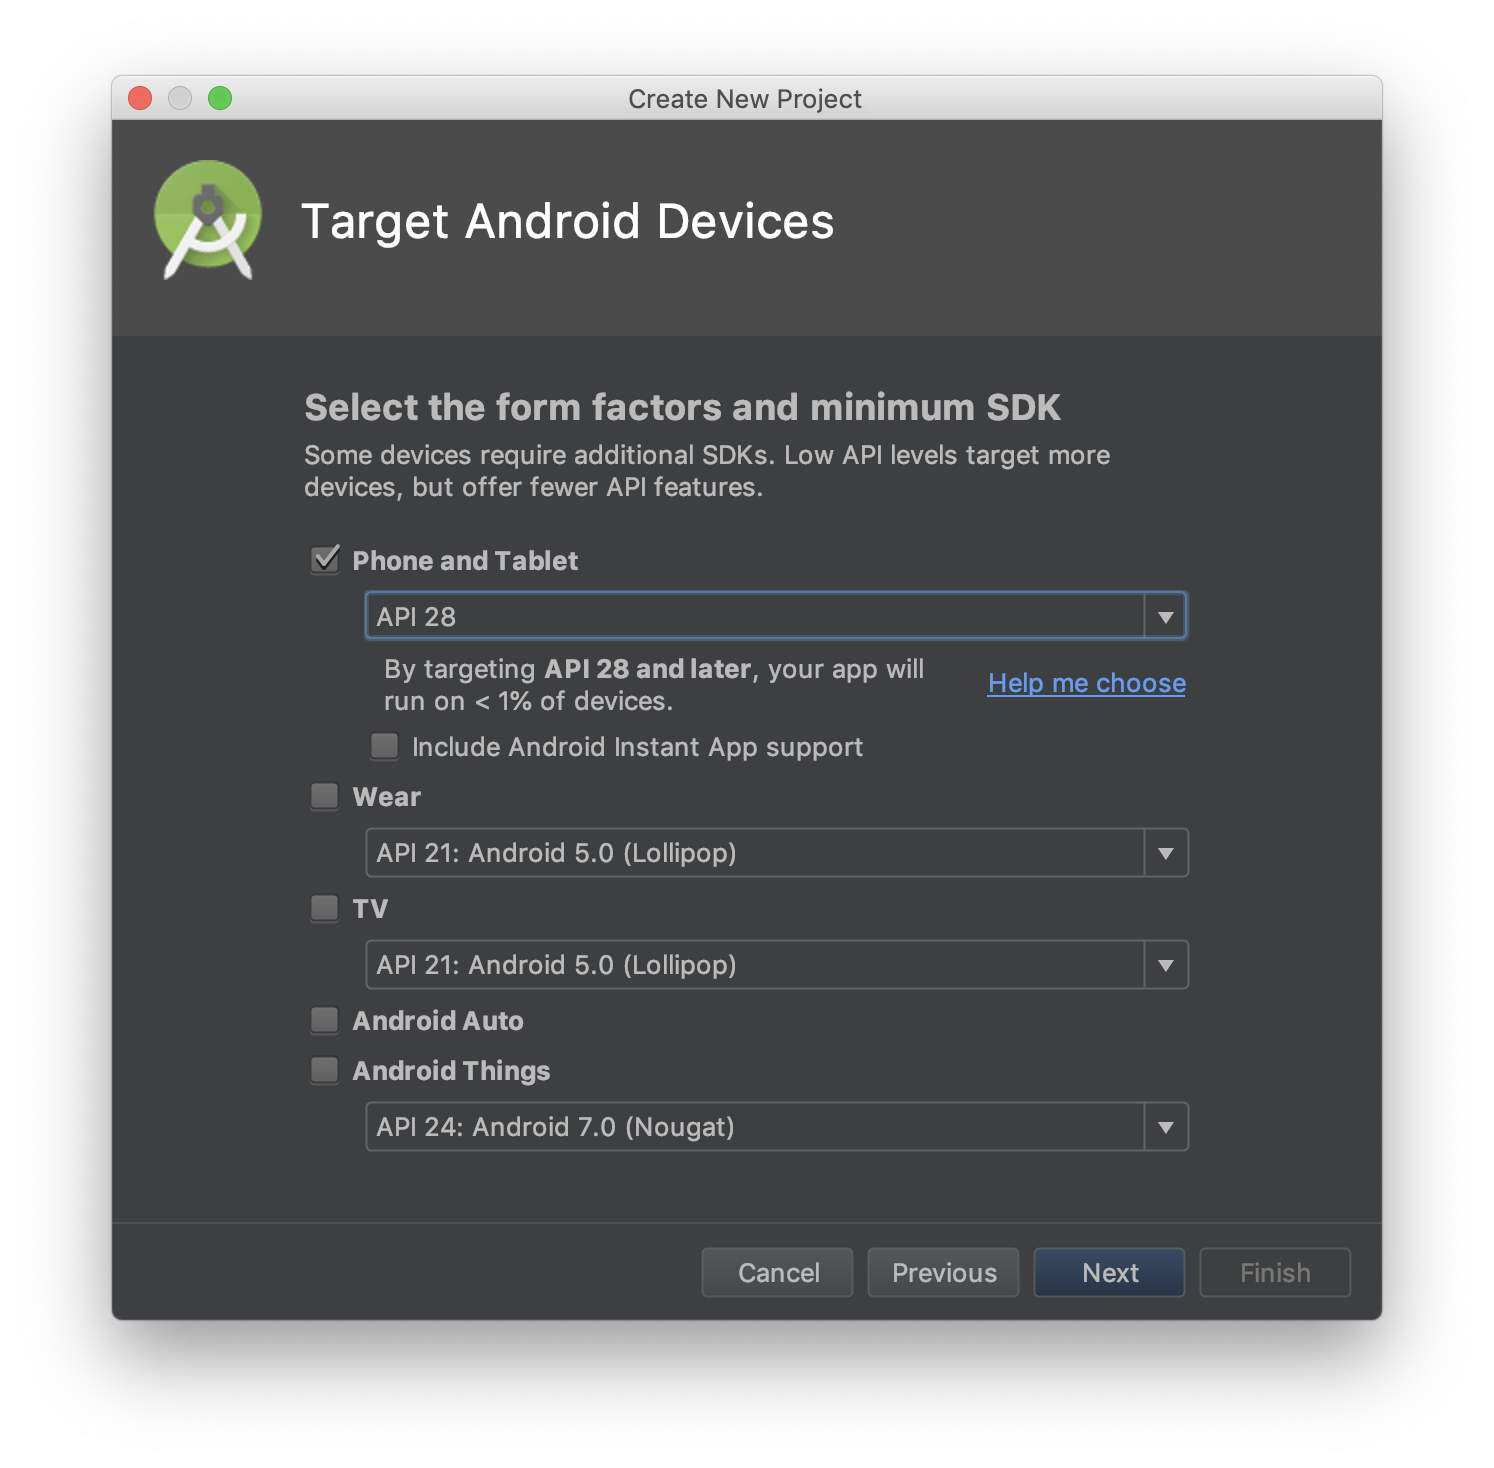 Create New Project
Target Android Devices
Select the form factors and minimum SDK
Some devices require additional SDKs. Low API levels target more
devices, but offer fewer API features.
Phone and Tablet
API 28
By targeting API 28 and later, your app will
run on < 1% of devices.
Help me choose
Include Android Instant App support
Wear
API 21: Android 5.0 (Lollipop)
TV
API 21: Android 5.0 (Lollipop)
Android Auto
Android Things
API 24: Android 7.0 (Nougat)
Cancel
Previous
Next
Finish